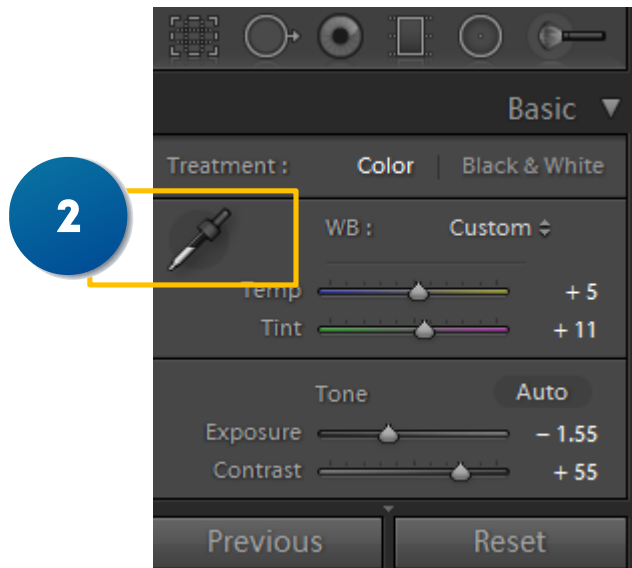 Basic
Treatment : Color Black & White
2
WB : Custom
Temp + 5
Tint + 11
Tone Auto
Exposure – 1.55
Contrast + 55
Previous Reset